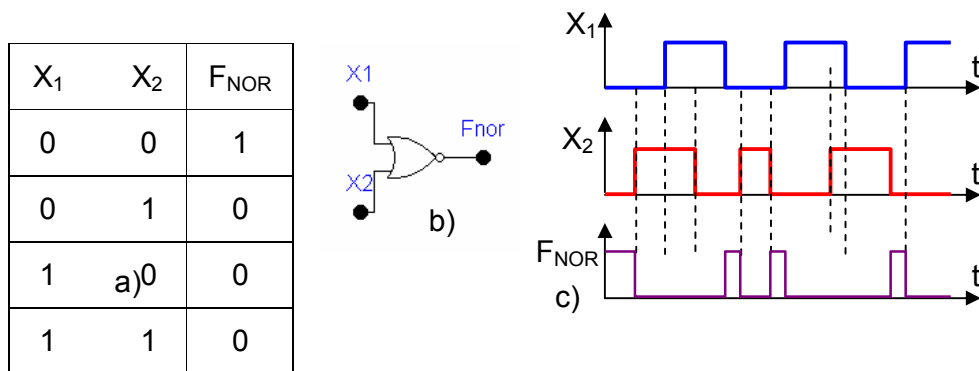 X1 X2 FNOR
0 0 1
0 1 0
1 0 0
a)
1 1 0
X1
Fnor
X2
b)
X1
t
X2
t
FNOR
t
c)